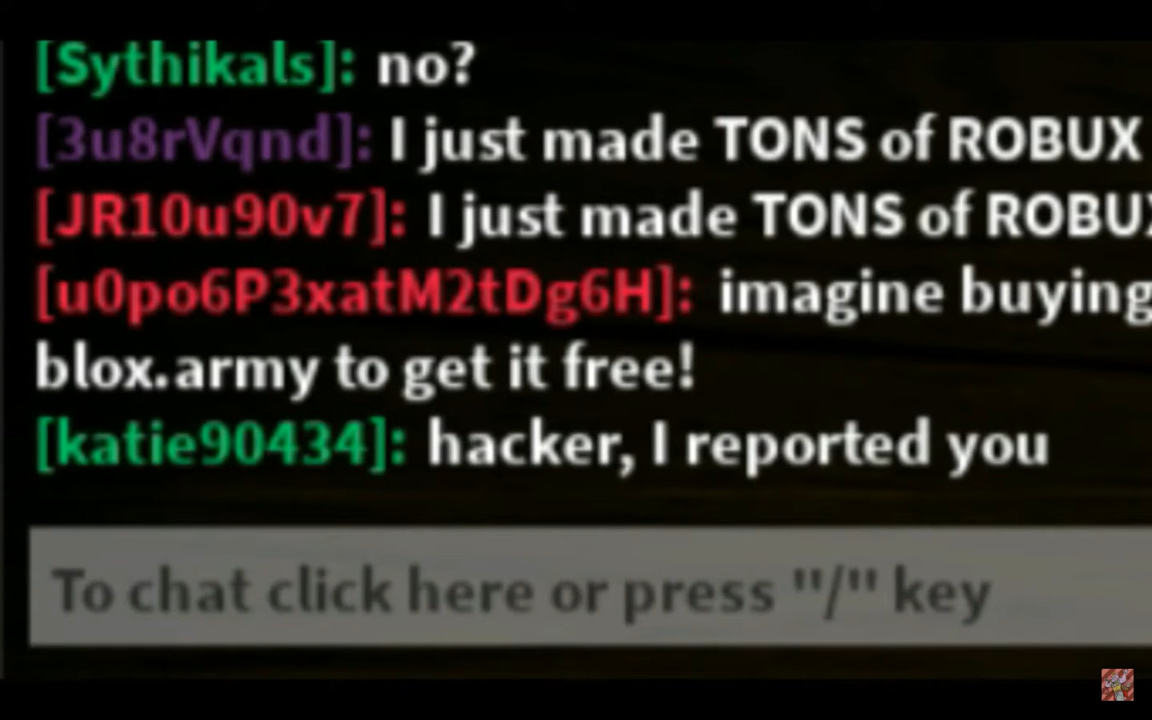 [Sythikals]: no?
[3u8rVqnd]: I just made TONS of ROBUX
[JR10u90v7]: I just made TONS of ROBUX
[u0po6P3xatM2tDg6H]: imagine buying
blox.army to get it free!
[katie90434]: hacker, I reported you
To chat click here or press "/" key